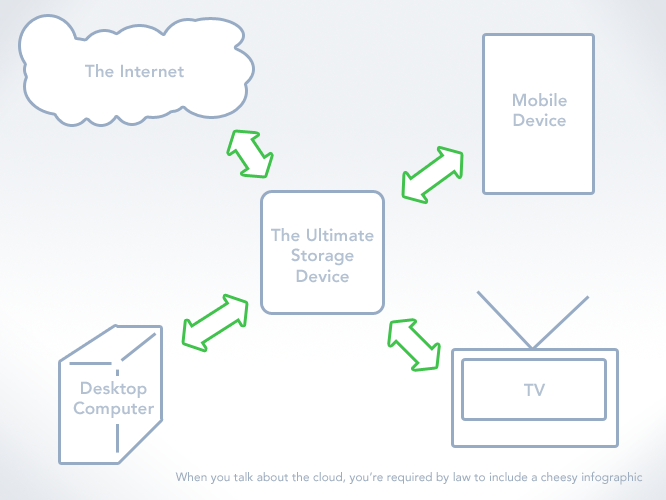 The Internet
Mobile
Device
The Ultimate
Storage
Device
Desktop
Computer
TV
When you talk about the cloud, you're required by law to include a cheesy infographic